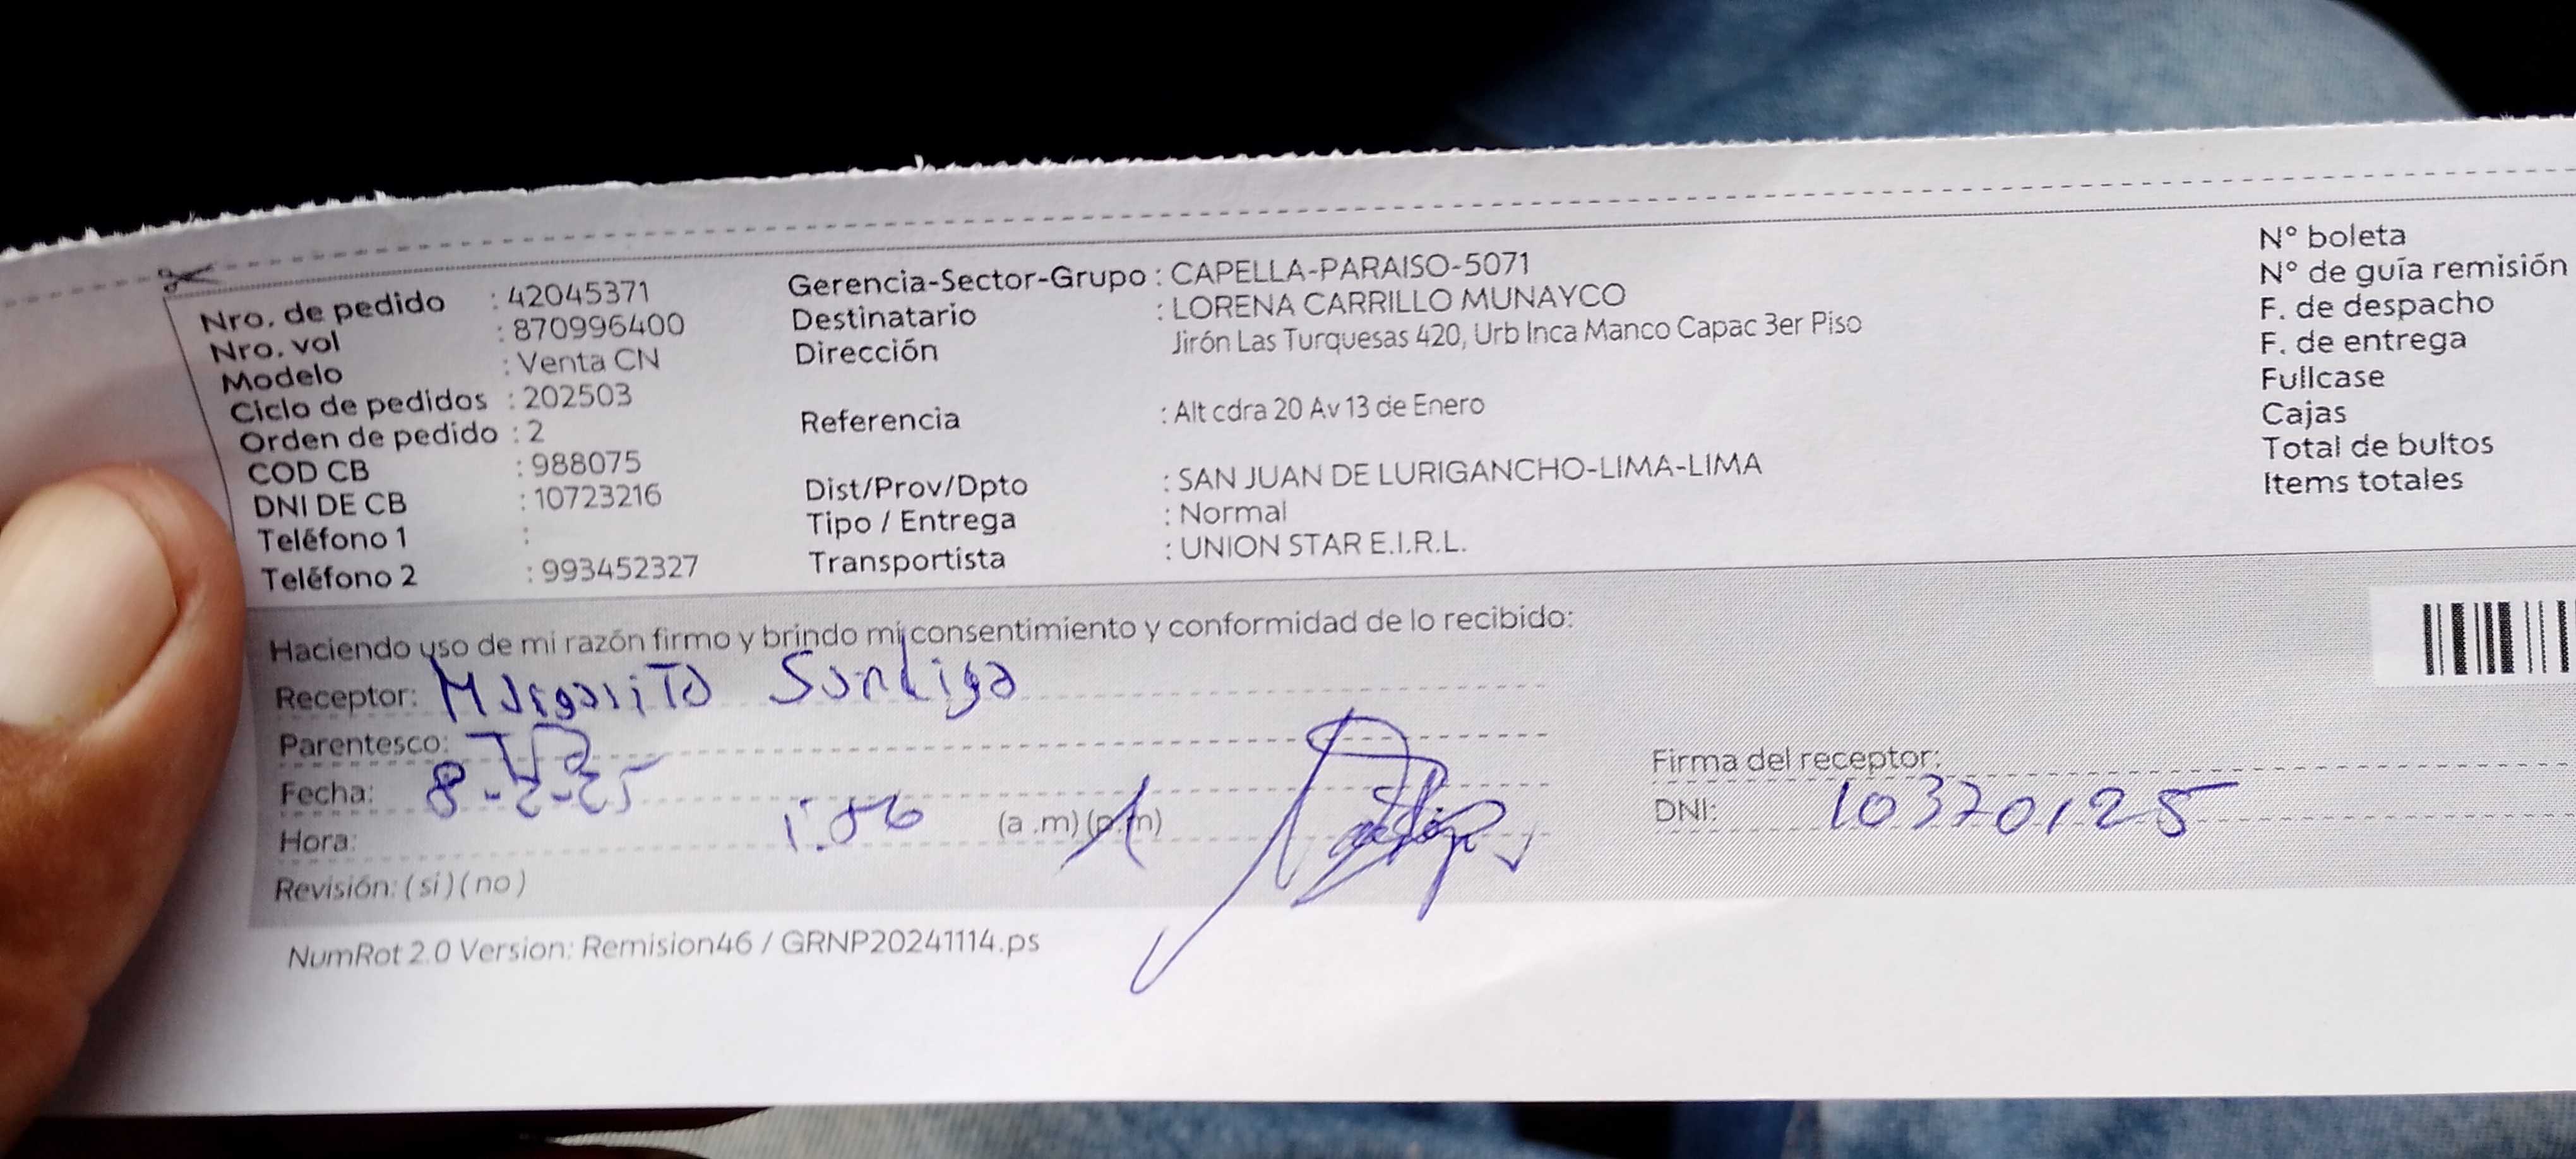 Nro. de pedido : 42045371
Nro. vol : 870996400
Modelo : Venta CN
Ciclo de pedidos : 202503
Orden de pedido : 2
COD CB : 988075
DNI DE CB : 10723216
Teléfono 1 :
Teléfono 2 : 993452327
Gerencia-Sector-Grupo : CAPELLA-PARAISO-5071
Destinatario : LORENA CARRILLO MUNAYCO
Dirección Jirón Las Turquesas 420, Urb Inca Manco Capac 3er Piso
Referencia : Alt cdra 20 Av 13 de Enero
Dist/Prov/Dpto : SAN JUAN DE LURIGANCHO-LIMA-LIMA
Tipo / Entrega : Normal
Transportista : UNION STAR E.I.R.L.
N° boleta
N° de guía remisión
F. de despacho
F. de entrega
Fullcase
Cajas
Total de bultos
Items totales
Haciendo uso de mi razón firmo y brindo mi consentimiento y conformidad de lo recibido:
Receptor: Margarita
Parentesco:
Fecha: 8-2-25
Hora: (a.m) (p.m)
Revisión: (si) (no)
Firma del receptor:
DNI: 10370125
NumRot 2.0 Version: Remision46 / GRNP20241114.ps